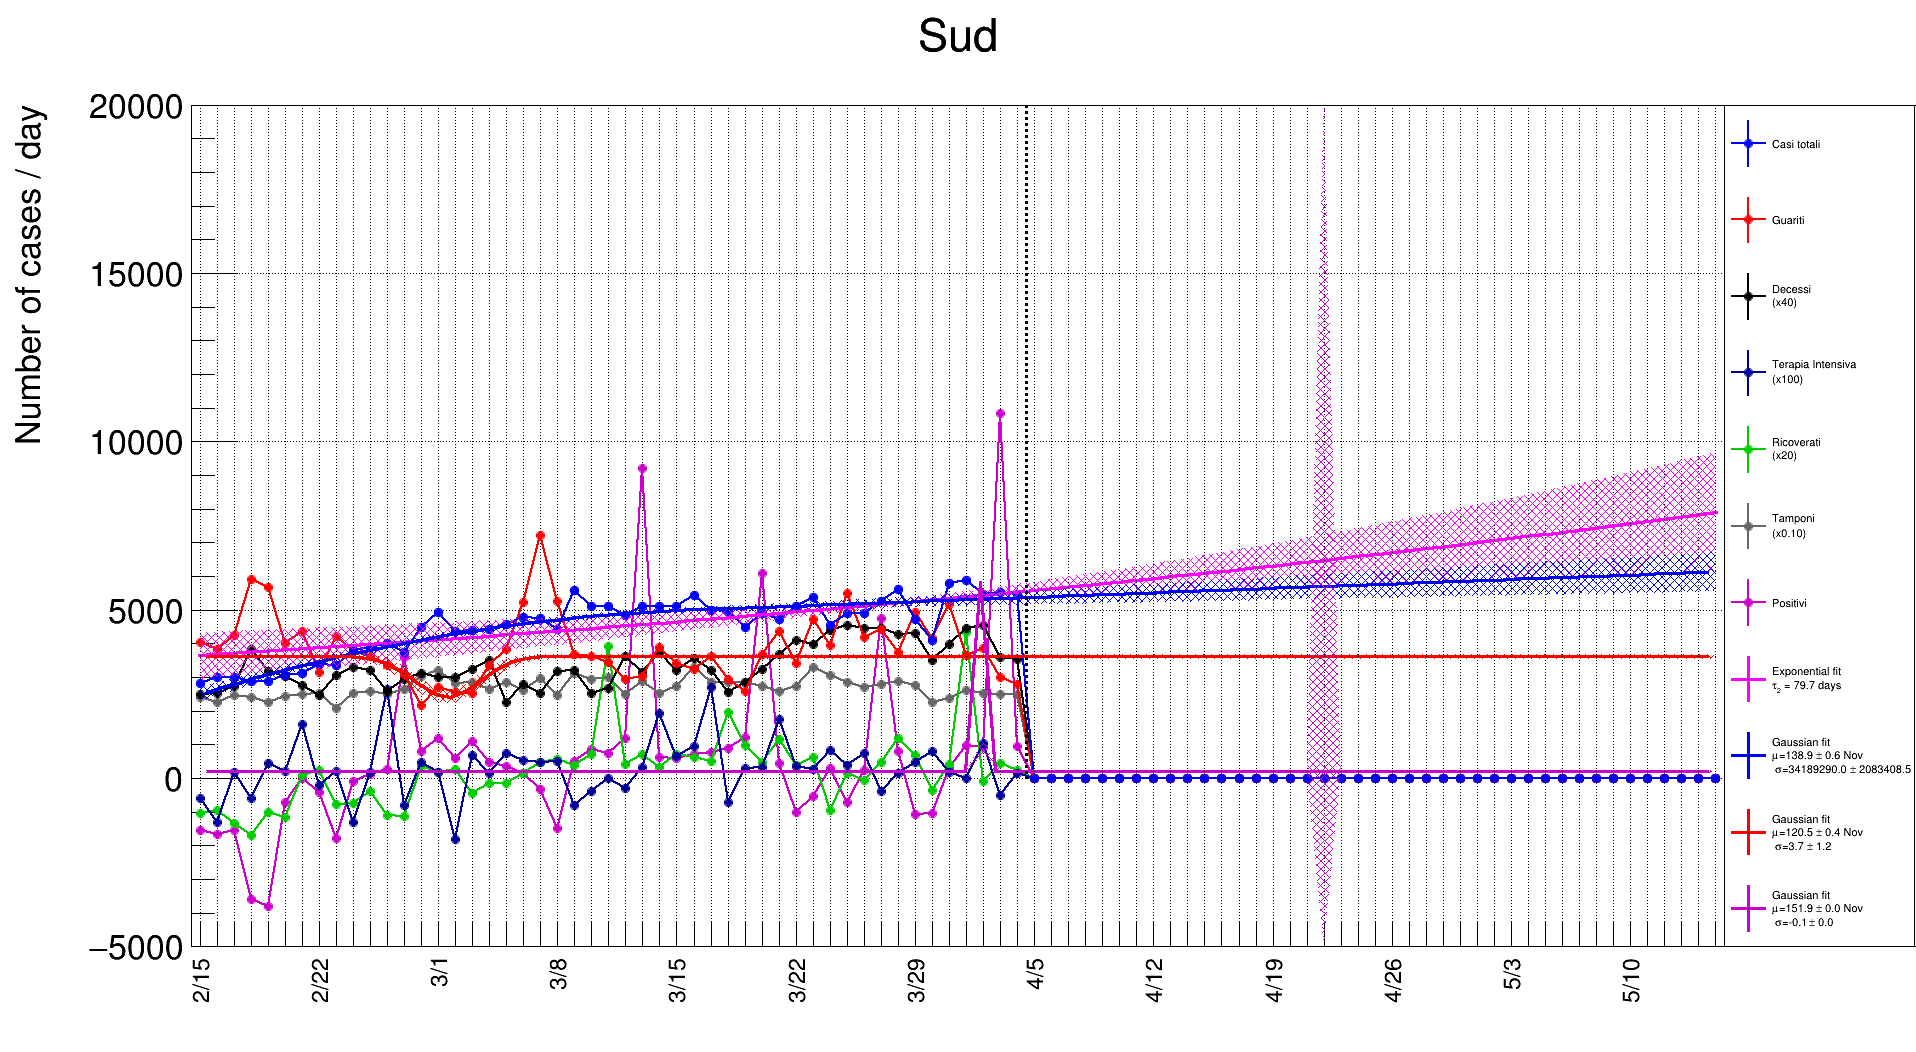 Sud
Number of cases / day
20000
15000
10000
5000
0
−5000
2/15
2/22
3/1
3/8
3/15
3/22
3/29
4/5
4/12
4/19
4/26
5/3
5/10
Casi totali
Guariti
Decessi
(x40)
Terapia Intensiva
(x100)
Ricoverati
(x20)
Tamponi
(x0.10)
Positivi
Exponential fit
τ₂ = 79.7 days
Gaussian fit
μ=138.9 ± 0.6 Nov
σ=34189290.0 ± 2083408.5
Gaussian fit
μ=120.5 ± 0.4 Nov
σ=3.7 ± 1.2
Gaussian fit
μ=151.9 ± 0.0 Nov
σ=-0.1 ± 0.0